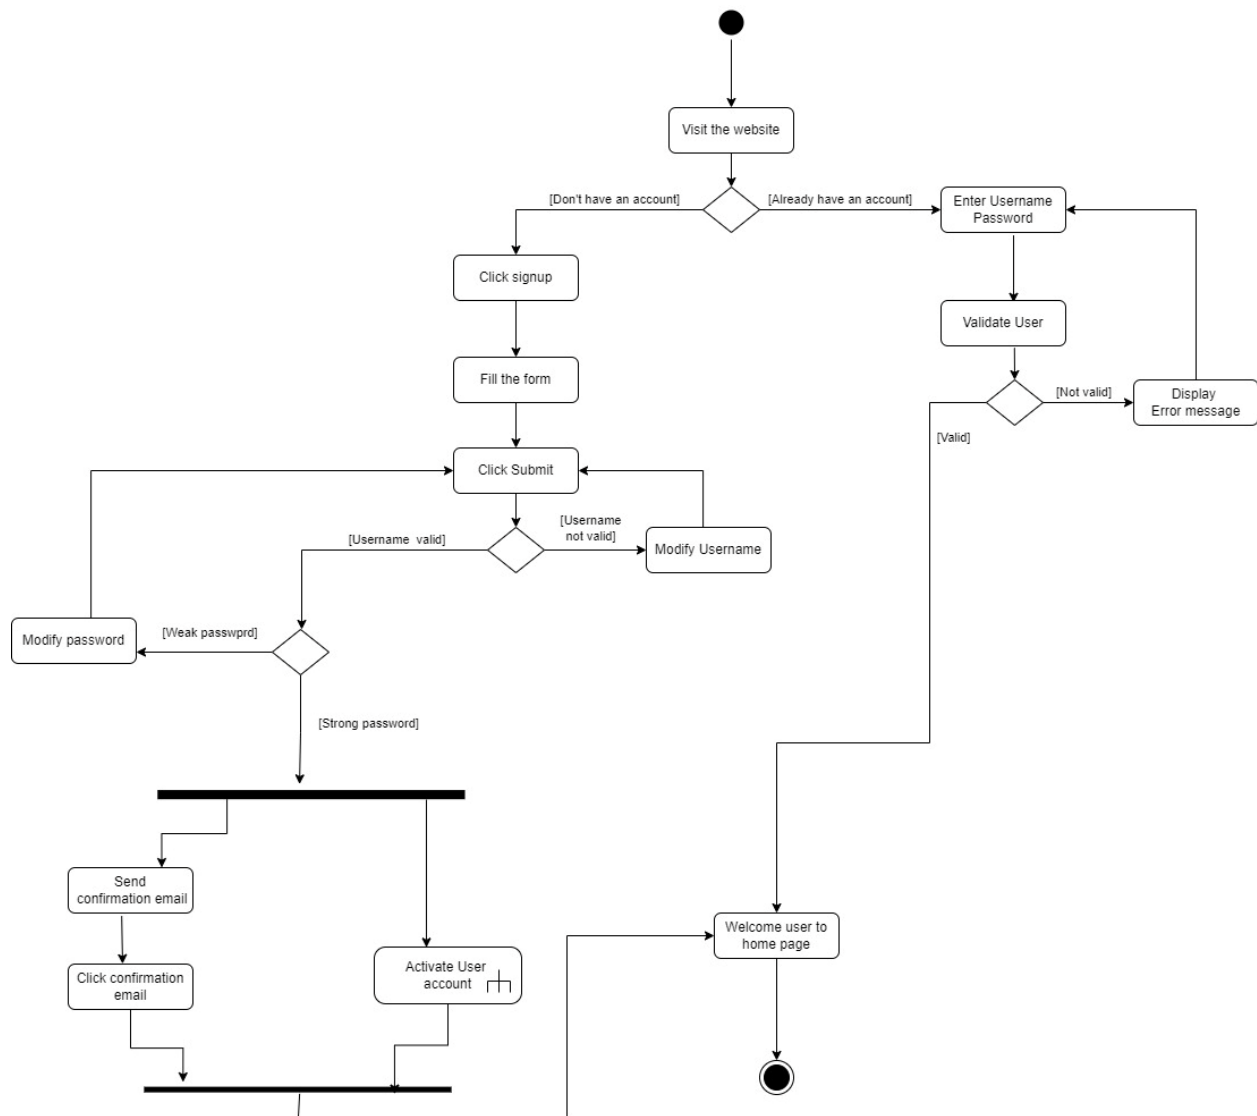 Visit the website
[Don't have an account]
[Already have an account]
Enter Username
Password
Click signup
Validate User
Fill the form
[Not valid]
Display
Error message
[Valid]
Click Submit
[Username
not valid]
[Username  valid]
Modify Username
[Weak passwprd]
Modify password
[Strong password]
Send
confirmation email
Welcome user to
home page
Activate User
account
Click confirmation
email